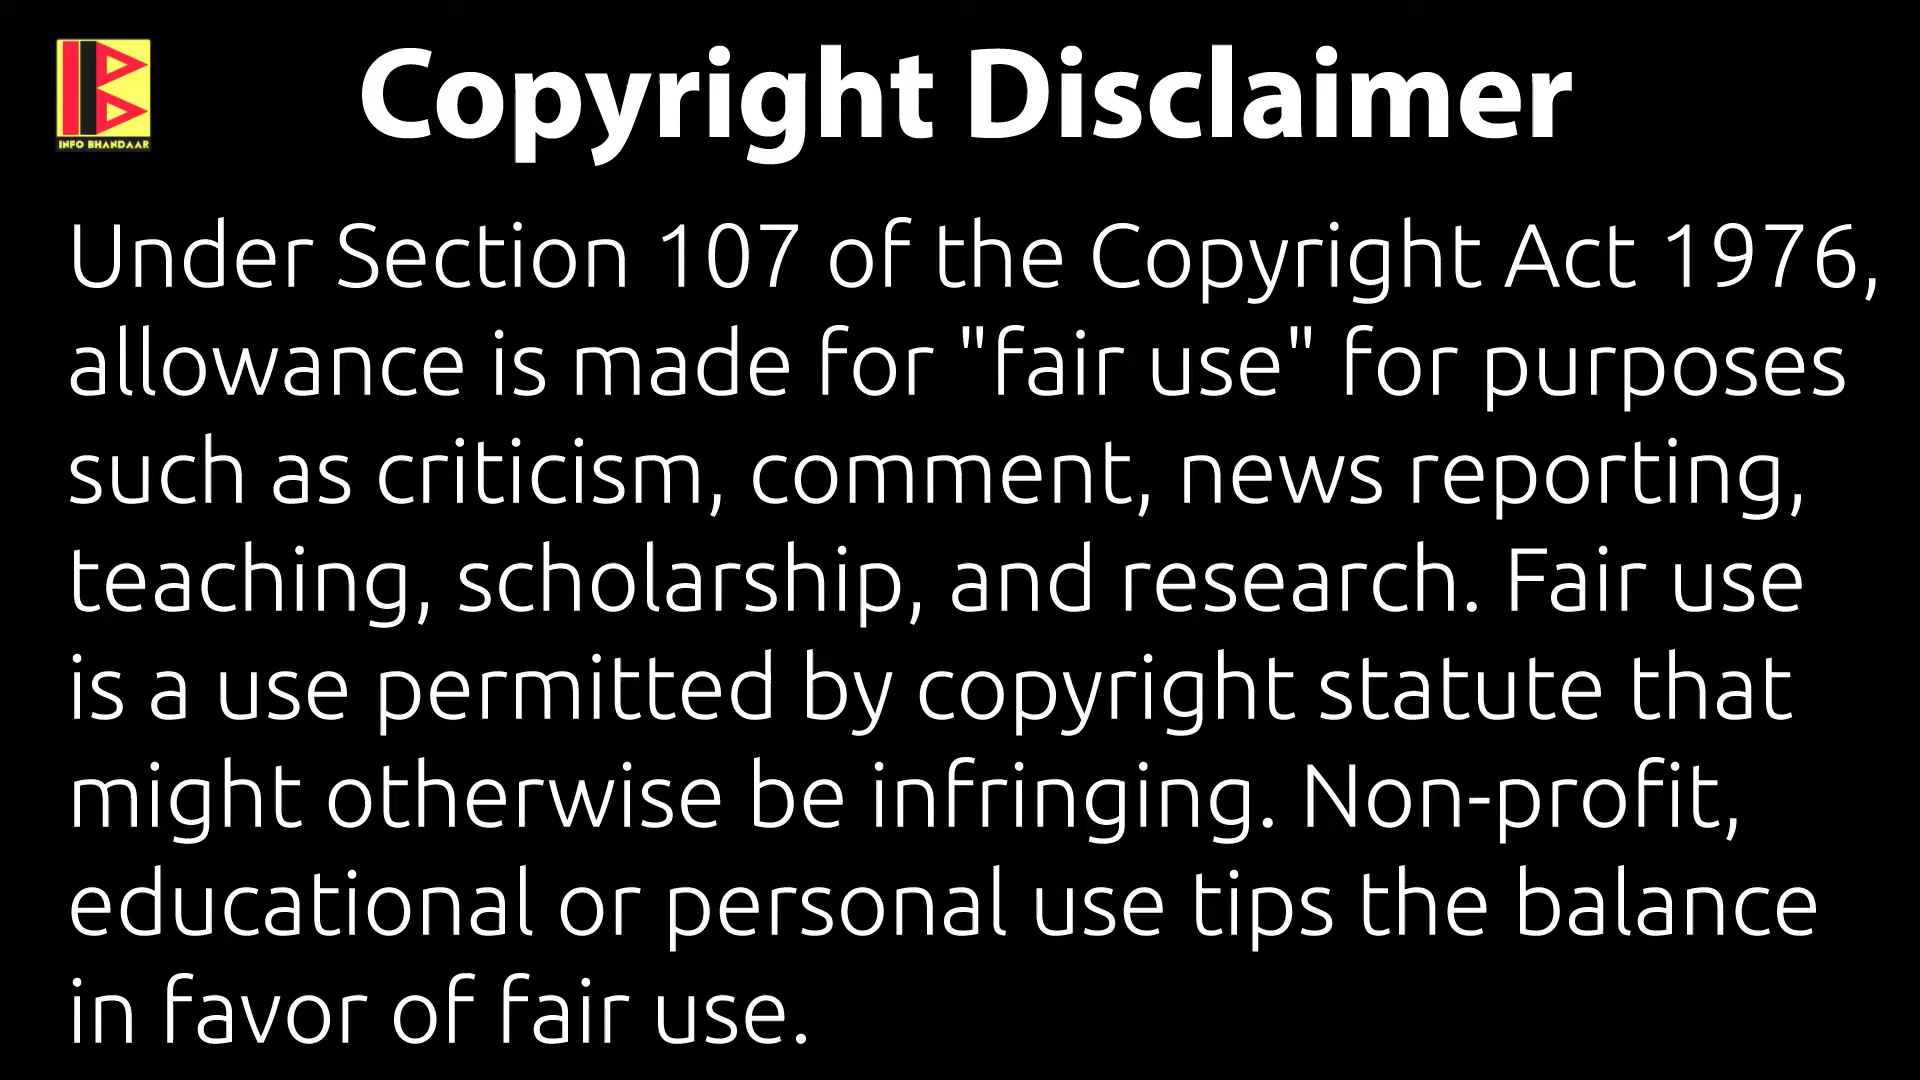 INFO BHANDAAR
Copyright Disclaimer
Under Section 107 of the Copyright Act 1976,
allowance is made for "fair use" for purposes
such as criticism, comment, news reporting,
teaching, scholarship, and research. Fair use
is a use permitted by copyright statute that
might otherwise be infringing. Non-profit,
educational or personal use tips the balance
in favor of fair use.